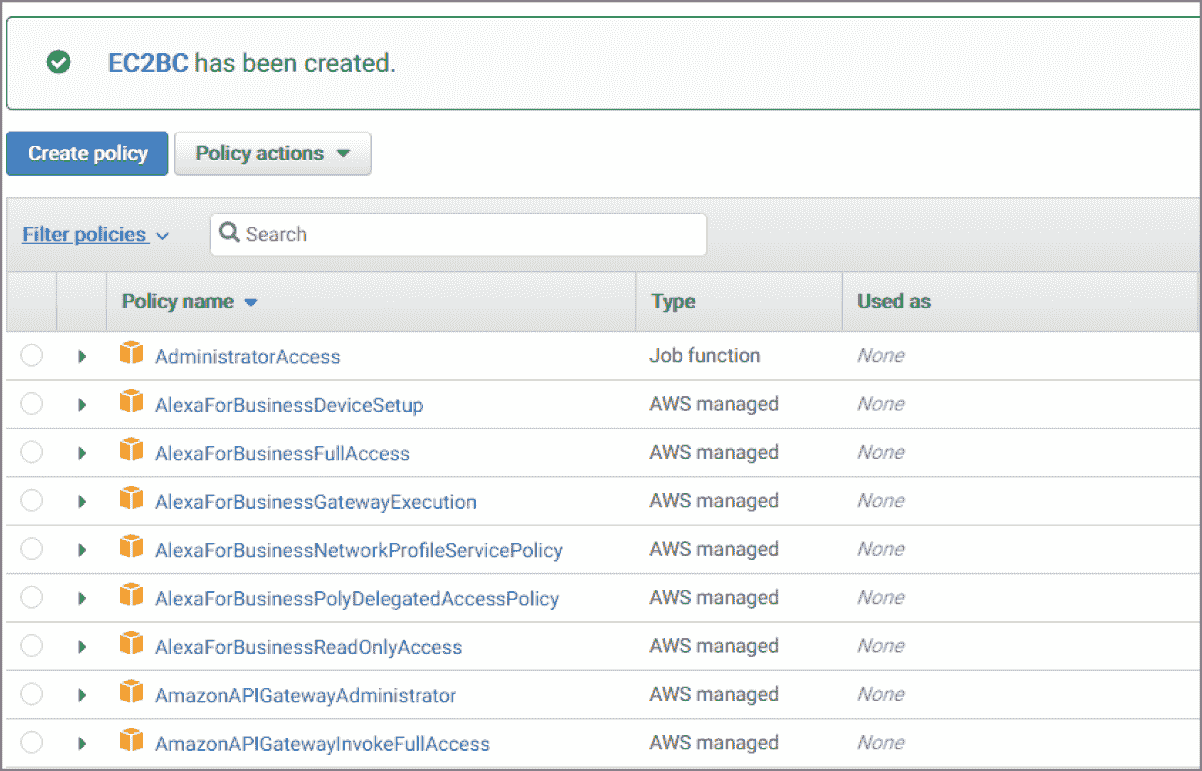 EC2BC has been created.
Create policy Policy actions
Filter policies Search
Policy name Type Used as
AdministratorAccess Job function None
AlexaForBusinessDeviceSetup AWS managed None
AlexaForBusinessFullAccess AWS managed None
AlexaForBusinessGatewayExecution AWS managed None
AlexaForBusinessNetworkProfileServicePolicy AWS managed None
AlexaForBusinessPolyDelegatedAccessPolicy AWS managed None
AlexaForBusinessReadOnlyAccess AWS managed None
AmazonAPIGatewayAdministrator AWS managed None
AmazonAPIGatewayInvokeFullAccess AWS managed None